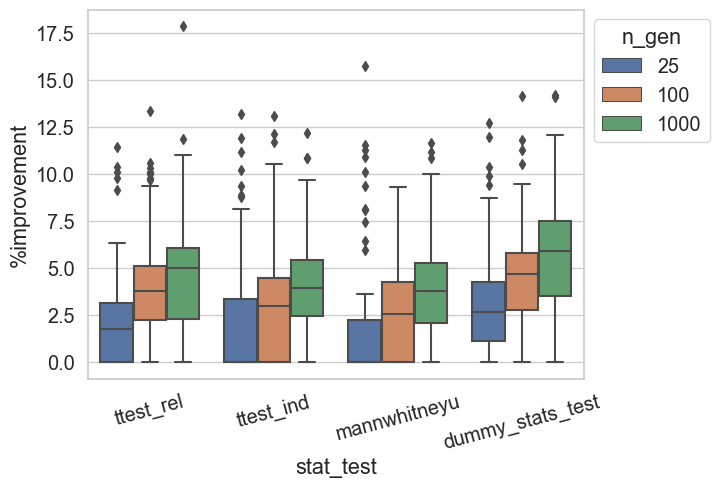 17.5
15.0
12.5
10.0
7.5
5.0
2.5
0.0
%improvement
ttest_rel
ttest_ind
mannwhitneyu
dummy_stats_test
stat_test
n_gen
25
100
1000